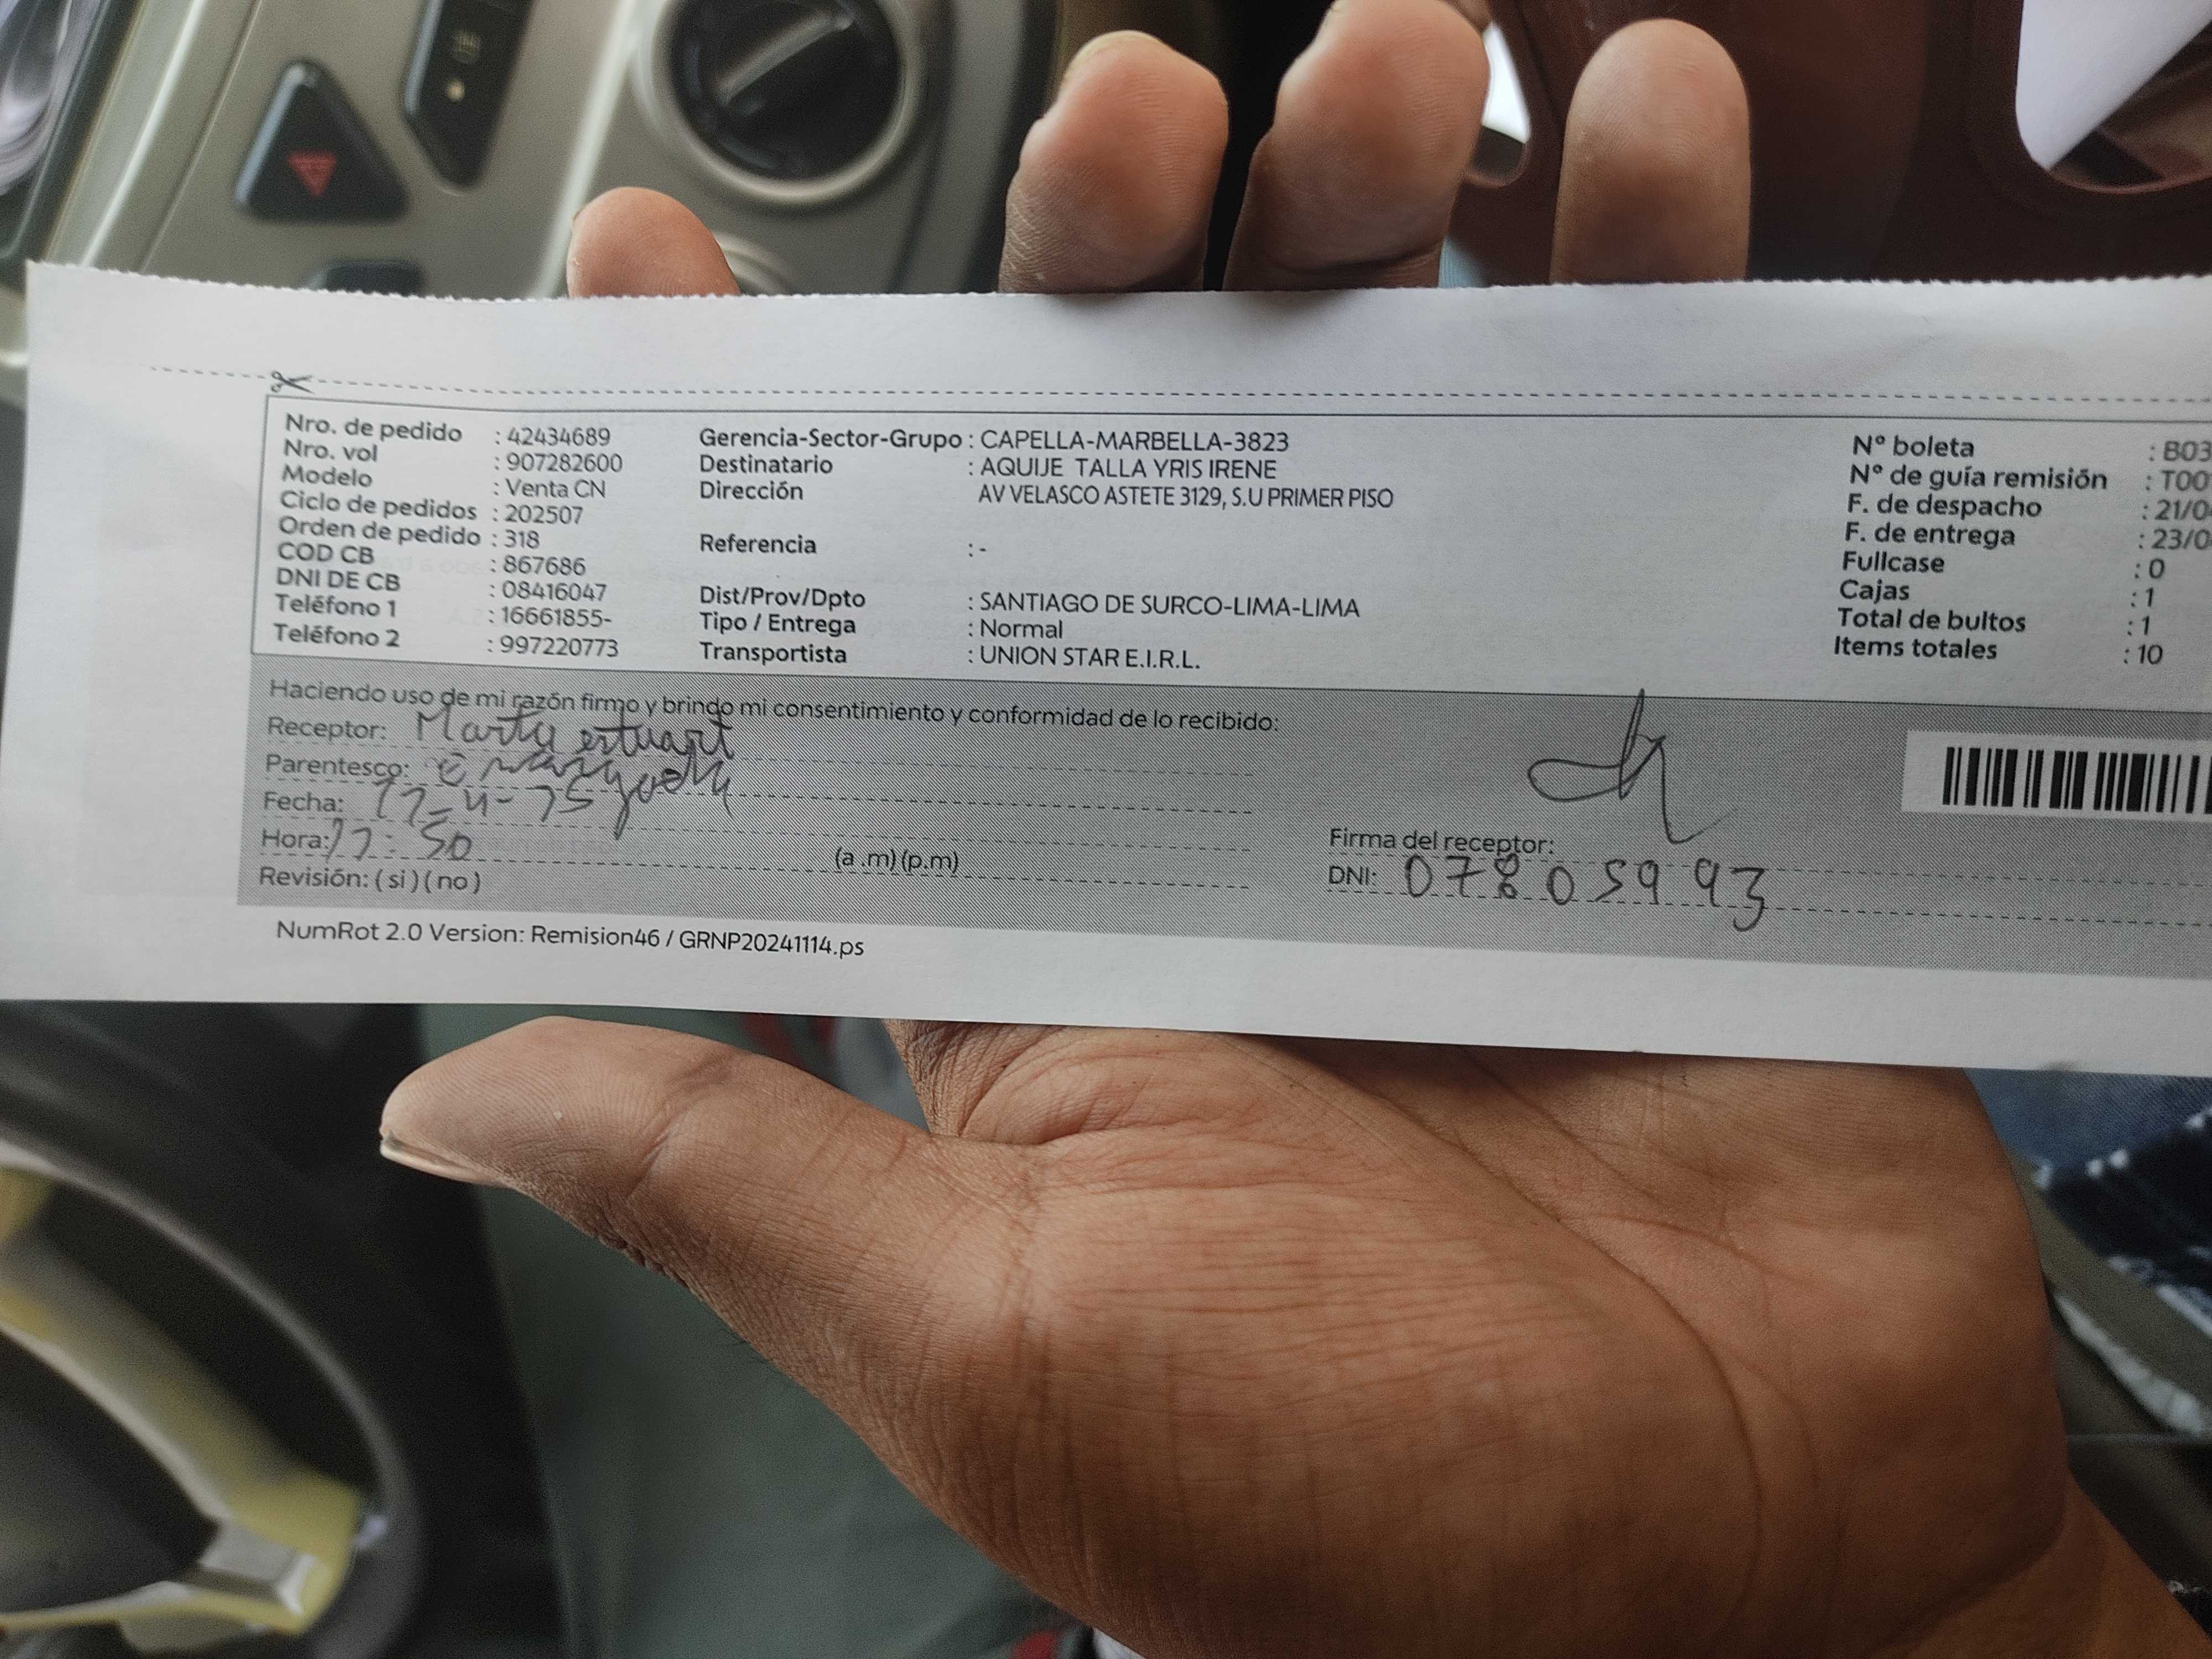 Nro. de pedido : 42434689
Nro. vol : 907282600
Modelo : Venta CN
Ciclo de pedidos : 202507
Orden de pedido : 318
COD CB : 867686
DNI DE CB : 08416047
Teléfono 1 : 16661855-
Teléfono 2 : 997220773
Gerencia-Sector-Grupo : CAPELLA-MARBELLA-3823
Destinatario : AQUIJE TALLA YRIS IRENE
Dirección AV VELASCO ASTETE 3129, S.U PRIMER PISO
Referencia : -
Dist/Prov/Dpto : SANTIAGO DE SURCO-LIMA-LIMA
Tipo / Entrega : Normal
Transportista : UNION STAR E.I.R.L.
N° boleta : B03
N° de guía remisión : T00
F. de despacho : 21/0
F. de entrega : 23/0
Fullcase : 0
Cajas : 1
Total de bultos : 1
Items totales : 10
Haciendo uso de mi razón firmo y brindo mi consentimiento y conformidad de lo recibido:
Receptor: Marta estuart
Parentesco:
Fecha:
Hora: : 50 (a .m) (p.m)
Revisión: ( si ) ( no )
Firma del receptor:
DNI: 07805993
NumRot 2.0 Version: Remision46 / GRNP20241114.ps